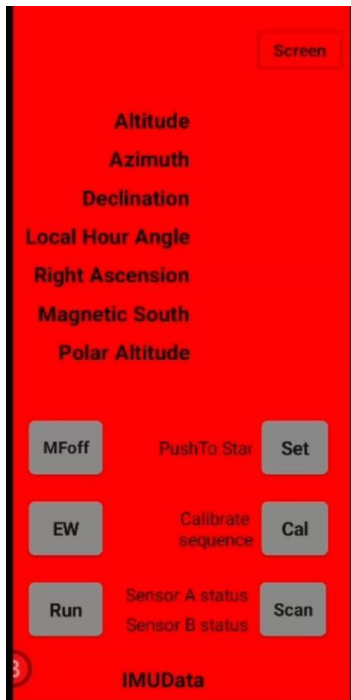 Screen
Altitude
Azimuth
Declination
Local Hour Angle
Right Ascension
Magnetic South
Polar Altitude
MFoff
PushTo Star
Set
EW
Calibrate
sequence
Cal
Run
Sensor A status
Sensor B status
Scan
IMUData